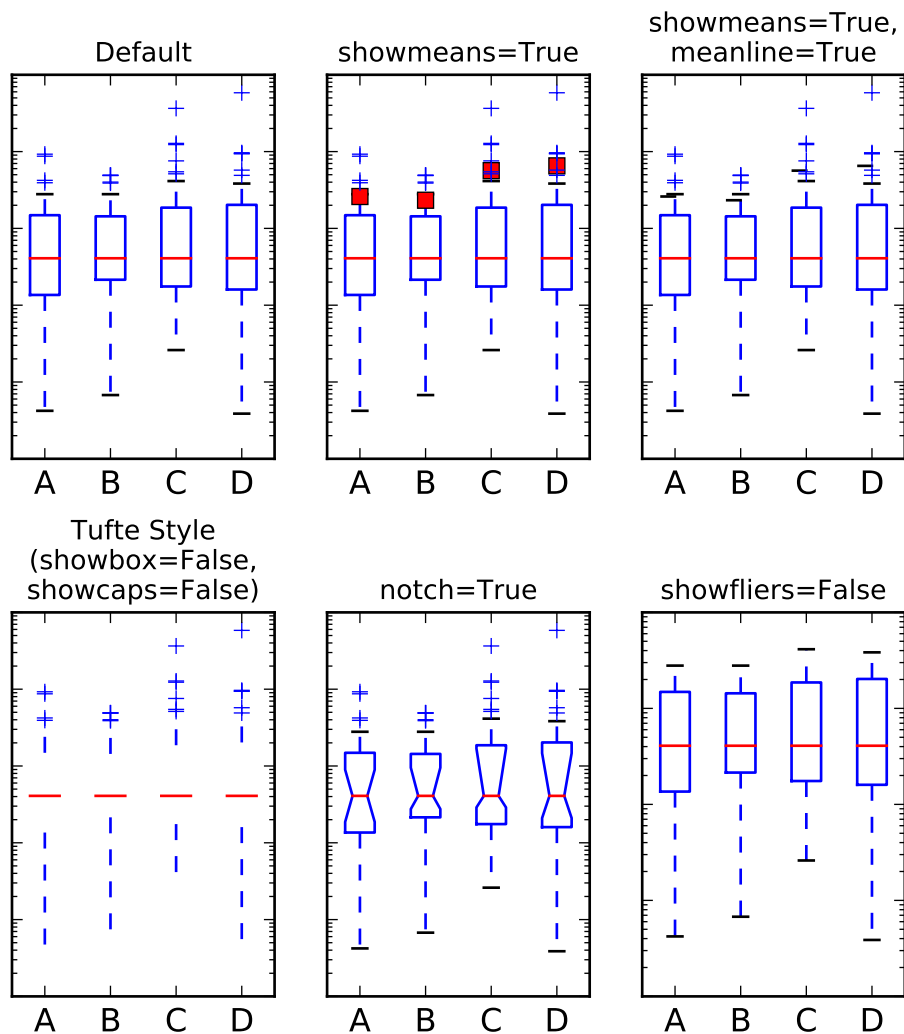 Default
showmeans=True
showmeans=True,
meanline=True
A B C D
A B C D
A B C D
Tufte Style
(showbox=False,
showcaps=False)
notch=True
showfliers=False
A B C D
A B C D
A B C D